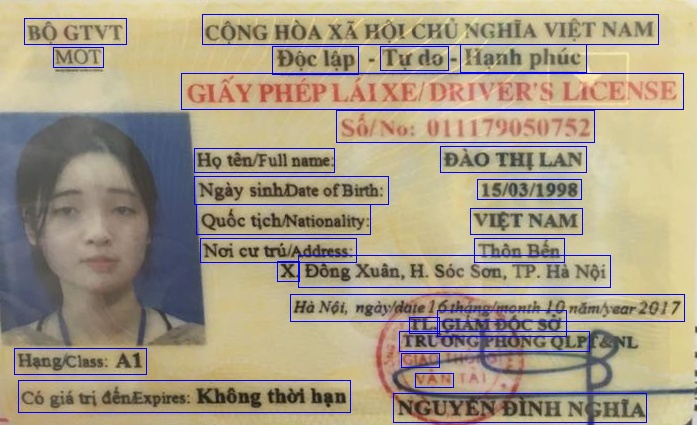 BỘ GTVT
MOT
CỘNG HÒA XÃ HỘI CHỦ NGHĨA VIỆT NAM
Độc lập - Tự do - Hạnh phúc
GIẤY PHÉP LÁI XE/ DRIVER'S LICENSE
Số/No: 011179050752
Họ tên/Full name: ĐÀO THỊ LAN
Ngày sinh/Date of Birth: 15/03/1998
Quốc tịch/Nationality: VIỆT NAM
Nơi cư trú/Address: Thôn Bến
X. Đông Xuân, H. Sóc Sơn, TP. Hà Nội
Hà Nội, ngày/date 16 tháng/month 10 năm/year 2017
TL. GIÁM ĐỐC SỞ
TRƯỞNG PHÒNG QLPT&NL
GIAO THÔNG
VẬN TẢI
Hạng/Class: A1
Có giá trị đến/Expires: Không thời hạn
NGUYỄN ĐÌNH NGHĨA